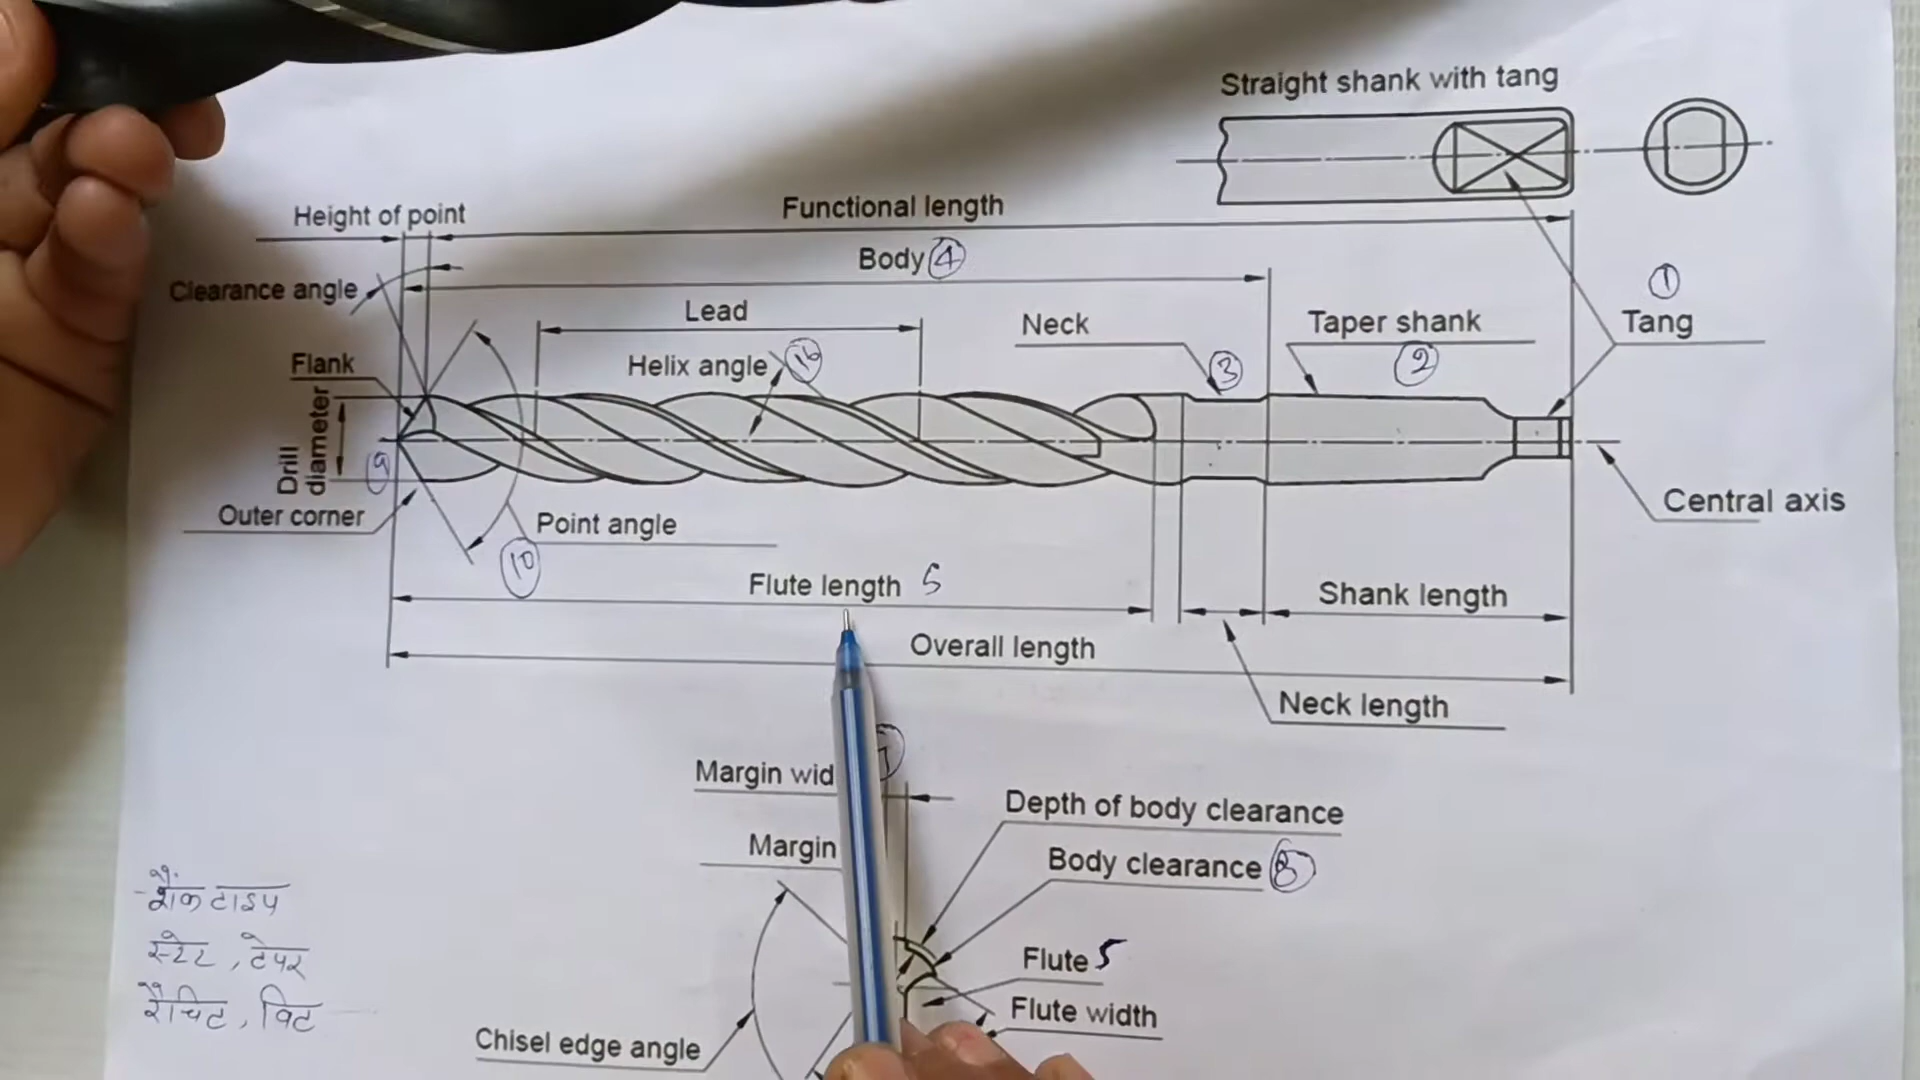 Straight shank with tang
Functional length
Height of point
Body 4
Clearance angle
Lead
Neck
Taper shank
1
Tang
Flank
Helix angle 16
3
2
Drill
diameter
9
Central axis
Outer corner
Point angle
10
Flute length 5
Shank length
Overall length
Neck length
7
Margin wid
Depth of body clearance
Margin
Body clearance 8
Flute 5
Flute width
Chisel edge angle
शैंक टाइप
स्टेट, टेपर
रैचिट, विट